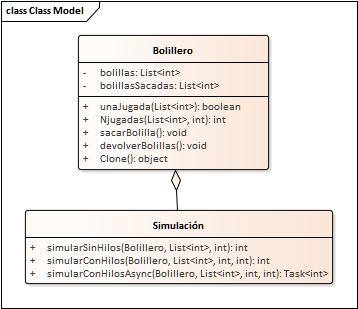 class Class Model
Bolillero
- bolillas: List<int>
- bolillasSacadas: List<int>
+ unaJugada(List<int>): boolean
+ Njugadas(List<int>, int): int
+ sacarBolilla(): void
+ devolverBolillas(): void
+ Clone(): object
Simulación
+ simularSinHilos(Bolillero, List<int>, int): int
+ simularConHilos(Bolillero, List<int>, int, int): int
+ simularConHilosAsync(Bolillero, List<int>, int, int): Task<int>